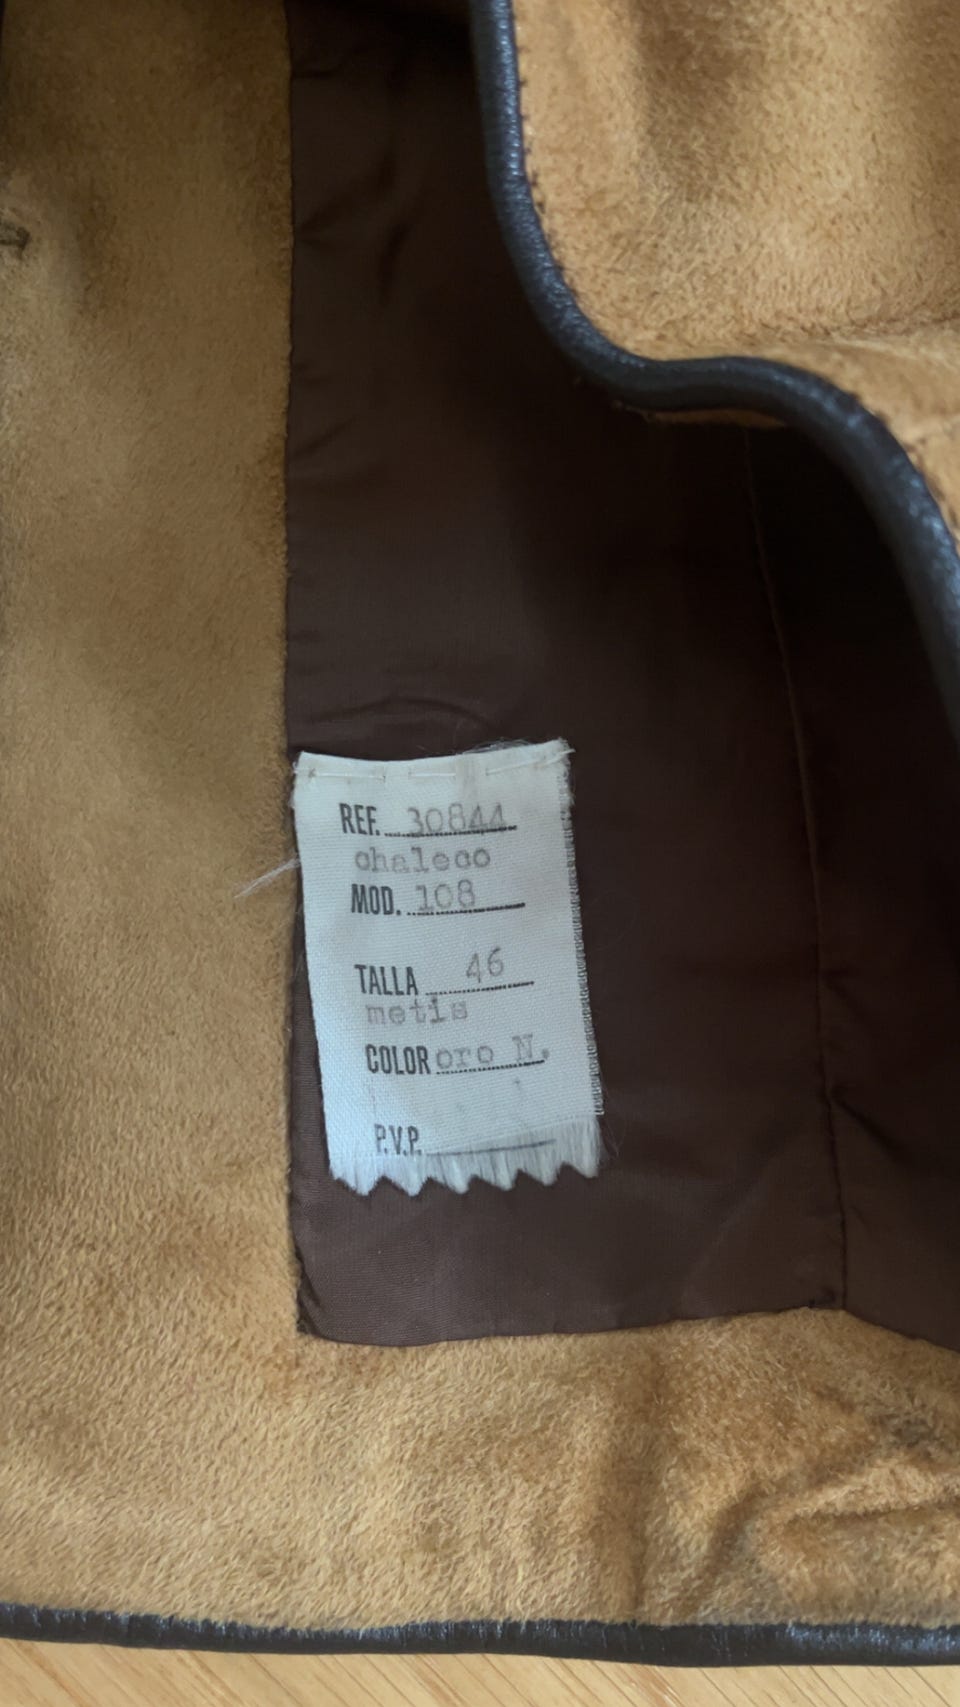 REF. 30844
chaleco
MOD. 108
TALLA 46
metis
COLOR oro N.
P.V.P.